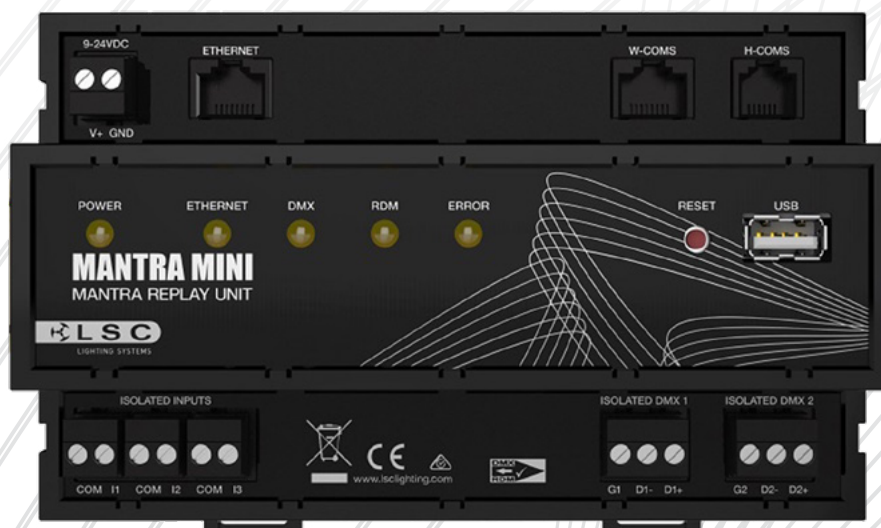 9-24VDC
ETHERNET
W-COMS
H-COMS
V+ GND
POWER
ETHERNET
DMX
RDM
ERROR
RESET
USB
MANTRA MINI
MANTRA REPLAY UNIT
LSC
LIGHTING SYSTEMS
ISOLATED INPUTS
ISOLATED DMX 1
ISOLATED DMX 2
CE
www.lsclighting.com
DMX
RDM
COM I1 COM I2 COM I3
G1 D1- D1+
G2 D2- D2+